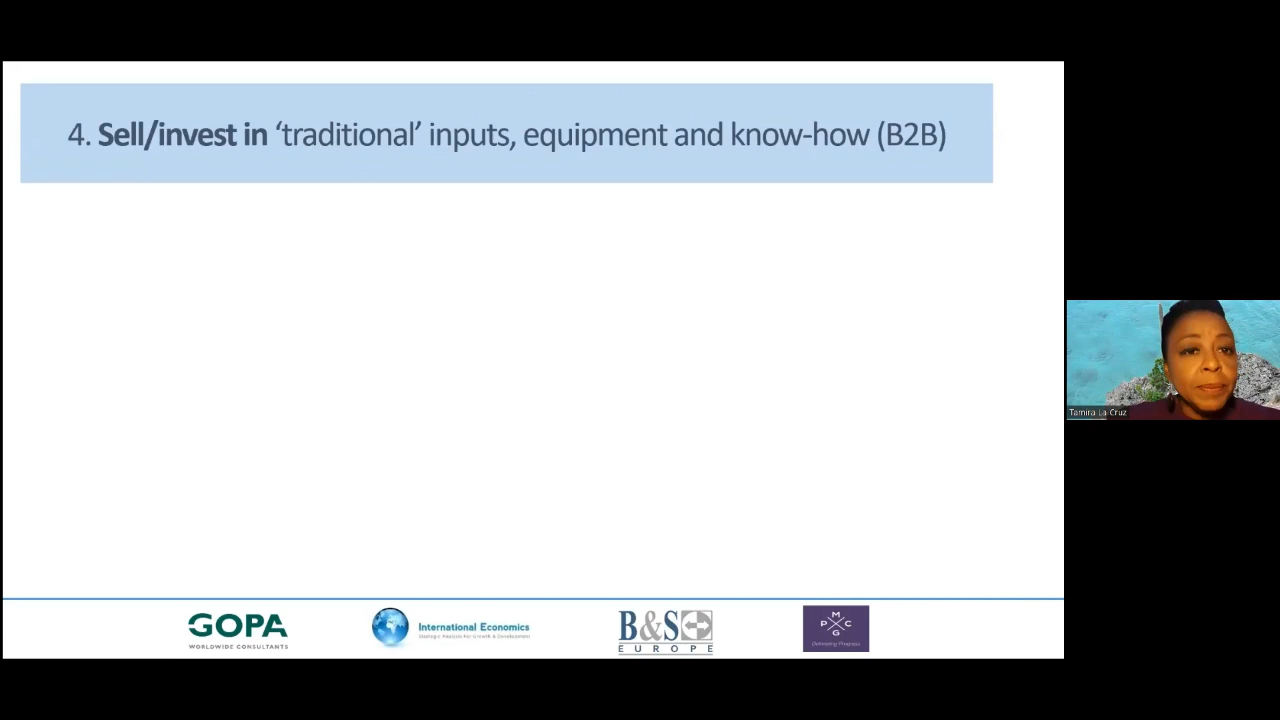 4. Sell/invest in ‘traditional’ inputs, equipment and know-how (B2B)
Tamira La Cruz
GOPA
WORLDWIDE CONSULTANTS
International Economics
Strategic Analysis For Growth & Development
B&S
EUROPE
M
P C
G
Delivering Progress